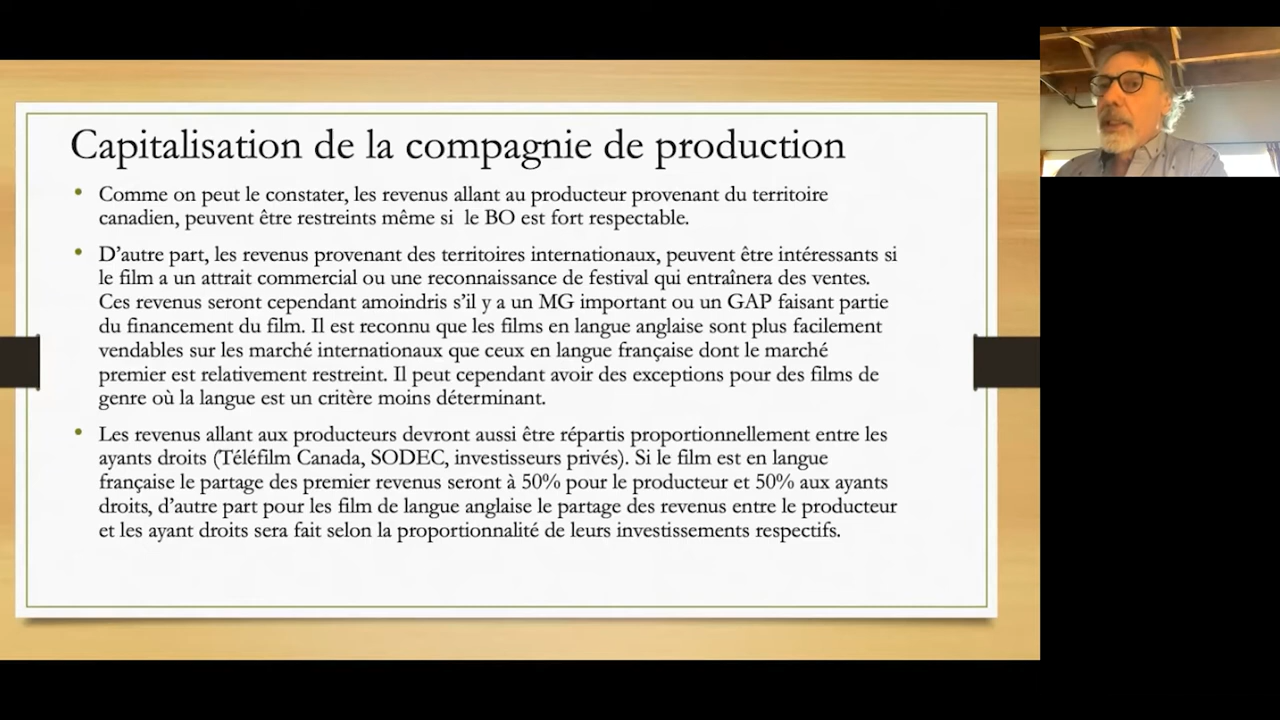 Capitalisation de la compagnie de production
• Comme on peut le constater, les revenus allant au producteur provenant du territoire
canadien, peuvent être restreints même si  le BO est fort respectable.
• D’autre part, les revenus provenant des territoires internationaux, peuvent être intéressants si
le film a un attrait commercial ou une reconnaissance de festival qui entraînera des ventes.
Ces revenus seront cependant amoindris s’il y a un MG important ou un GAP faisant partie
du financement du film. Il est reconnu que les films en langue anglaise sont plus facilement
vendables sur les marché internationaux que ceux en langue française dont le marché
premier est relativement restreint. Il peut cependant avoir des exceptions pour des films de
genre où la langue est un critère moins déterminant.
• Les revenus allant aux producteurs devront aussi être répartis proportionnellement entre les
ayants droits (Téléfilm Canada, SODEC, investisseurs privés). Si le film est en langue
française le partage des premier revenus seront à 50% pour le producteur et 50% aux ayants
droits, d’autre part pour les film de langue anglaise le partage des revenus entre le producteur
et les ayant droits sera fait selon la proportionnalité de leurs investissements respectifs.